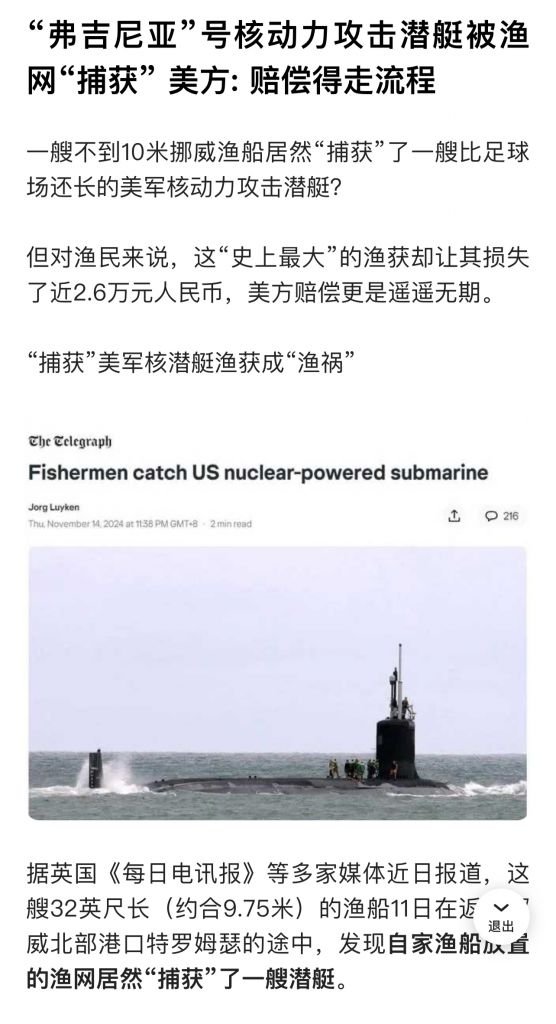 “弗吉尼亚”号核动力攻击潜艇被渔
网“捕获” 美方: 赔偿得走流程
一艘不到10米挪威渔船居然“捕获”了一艘比足球
场还长的美军核动力攻击潜艇?
但对渔民来说，这“史上最大”的渔获却让其损失
了近2.6万元人民币，美方赔偿更是遥遥无期。
“捕获”美军核潜艇渔获成“渔祸”
The Telegraph
Fishermen catch US nuclear-powered submarine
Jorg Luyken
Thu, November 14, 2024 at 11:38 PM GMT+8 · 2 min read
216
据英国《每日电讯报》等多家媒体近日报道，这
艘32英尺长（约合9.75米）的渔船11日在返
威北部港口特罗姆瑟的途中，发现自家渔船放置
的渔网居然“捕获”了一艘潜艇。
退出